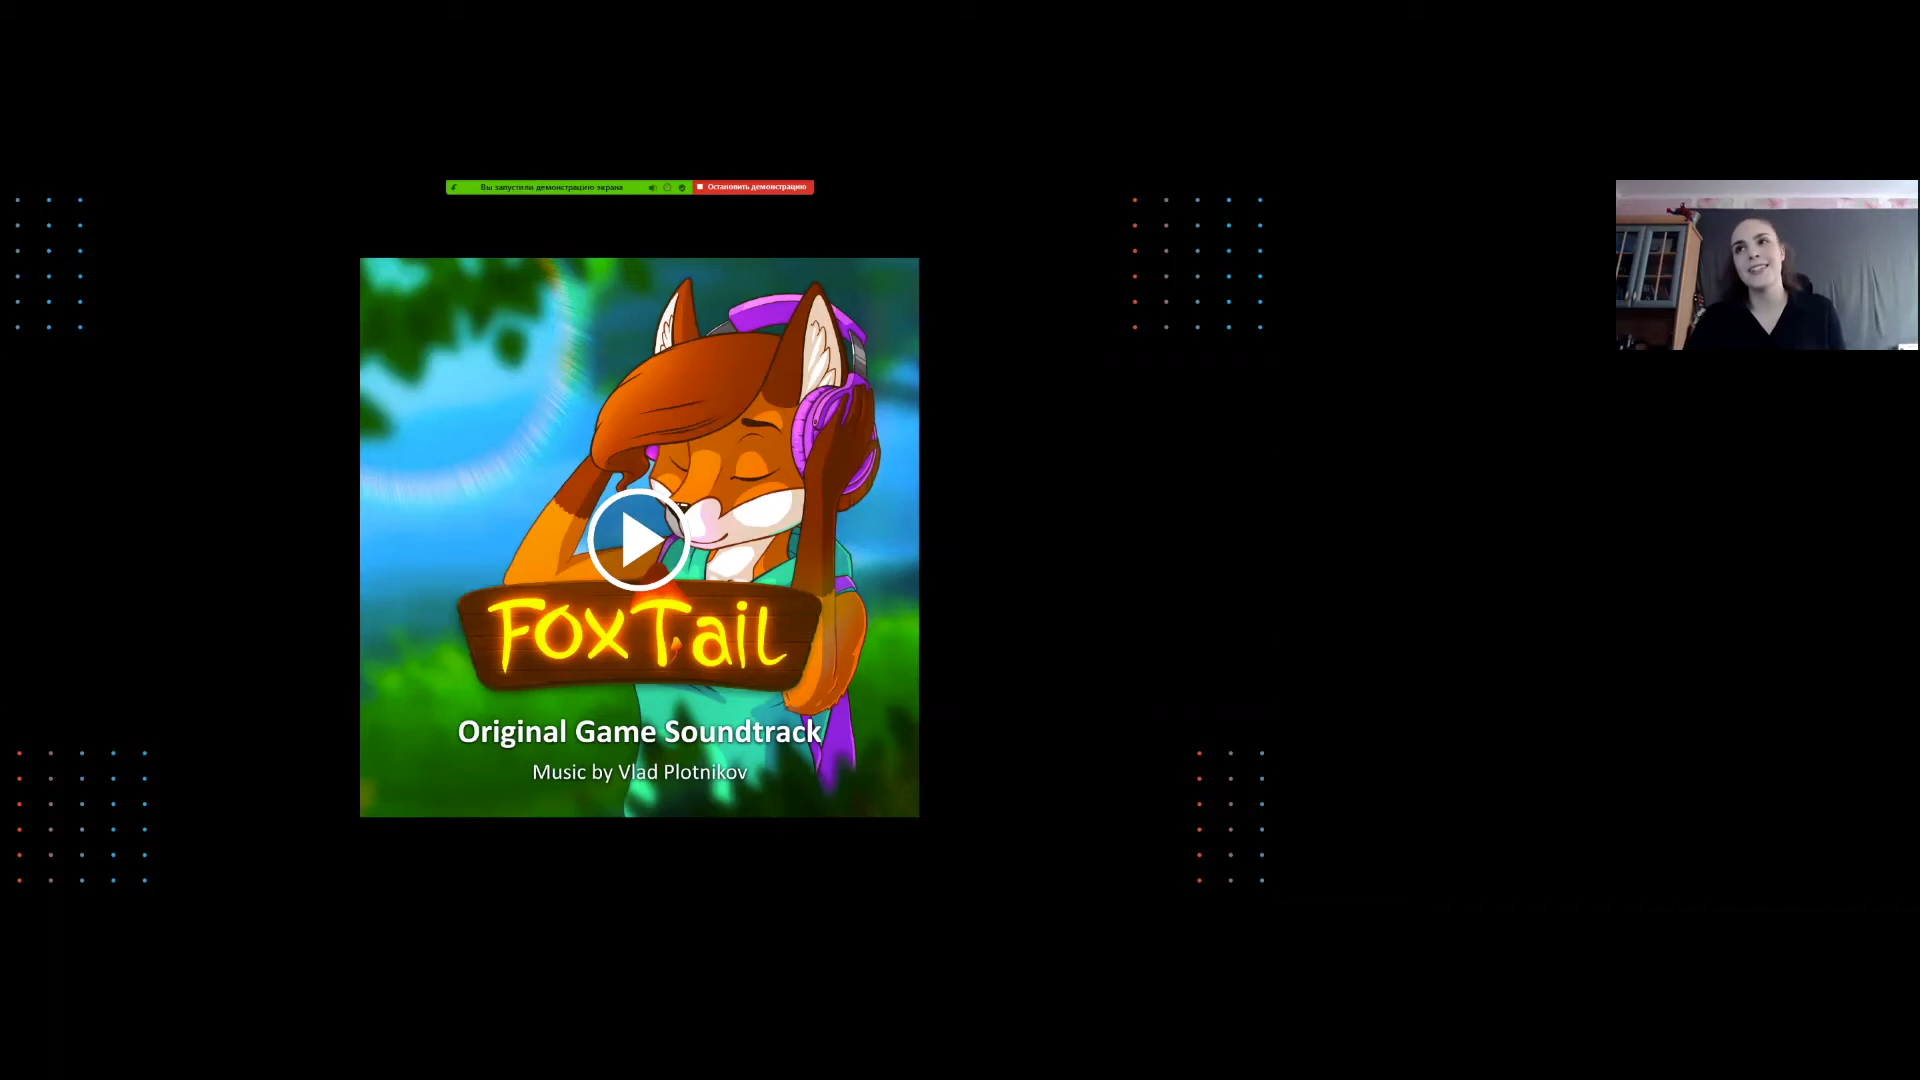 Вы запустили демонстрацию экрана
Остановить демонстрацию
FoxTail
Original Game Soundtrack
Music by Vlad Plotnikov